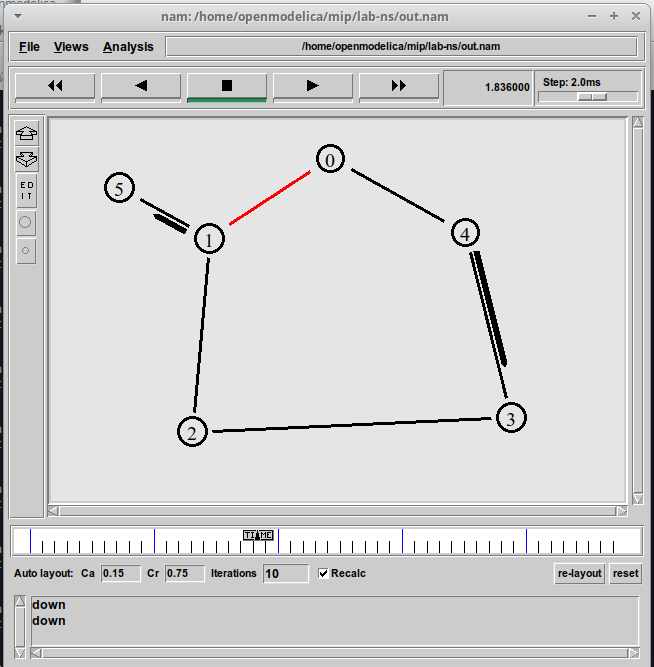 nam: /home/openmodelica/mip/lab-ns/out.nam
File Views Analysis /home/openmodelica/mip/lab-ns/out.nam
1.836000 Step: 2.0ms
ED
IT
0
5
1
4
2
3
TIME
Auto layout: Ca 0.15 Cr 0.75 Iterations 10 Recalc re-layout reset
down
down